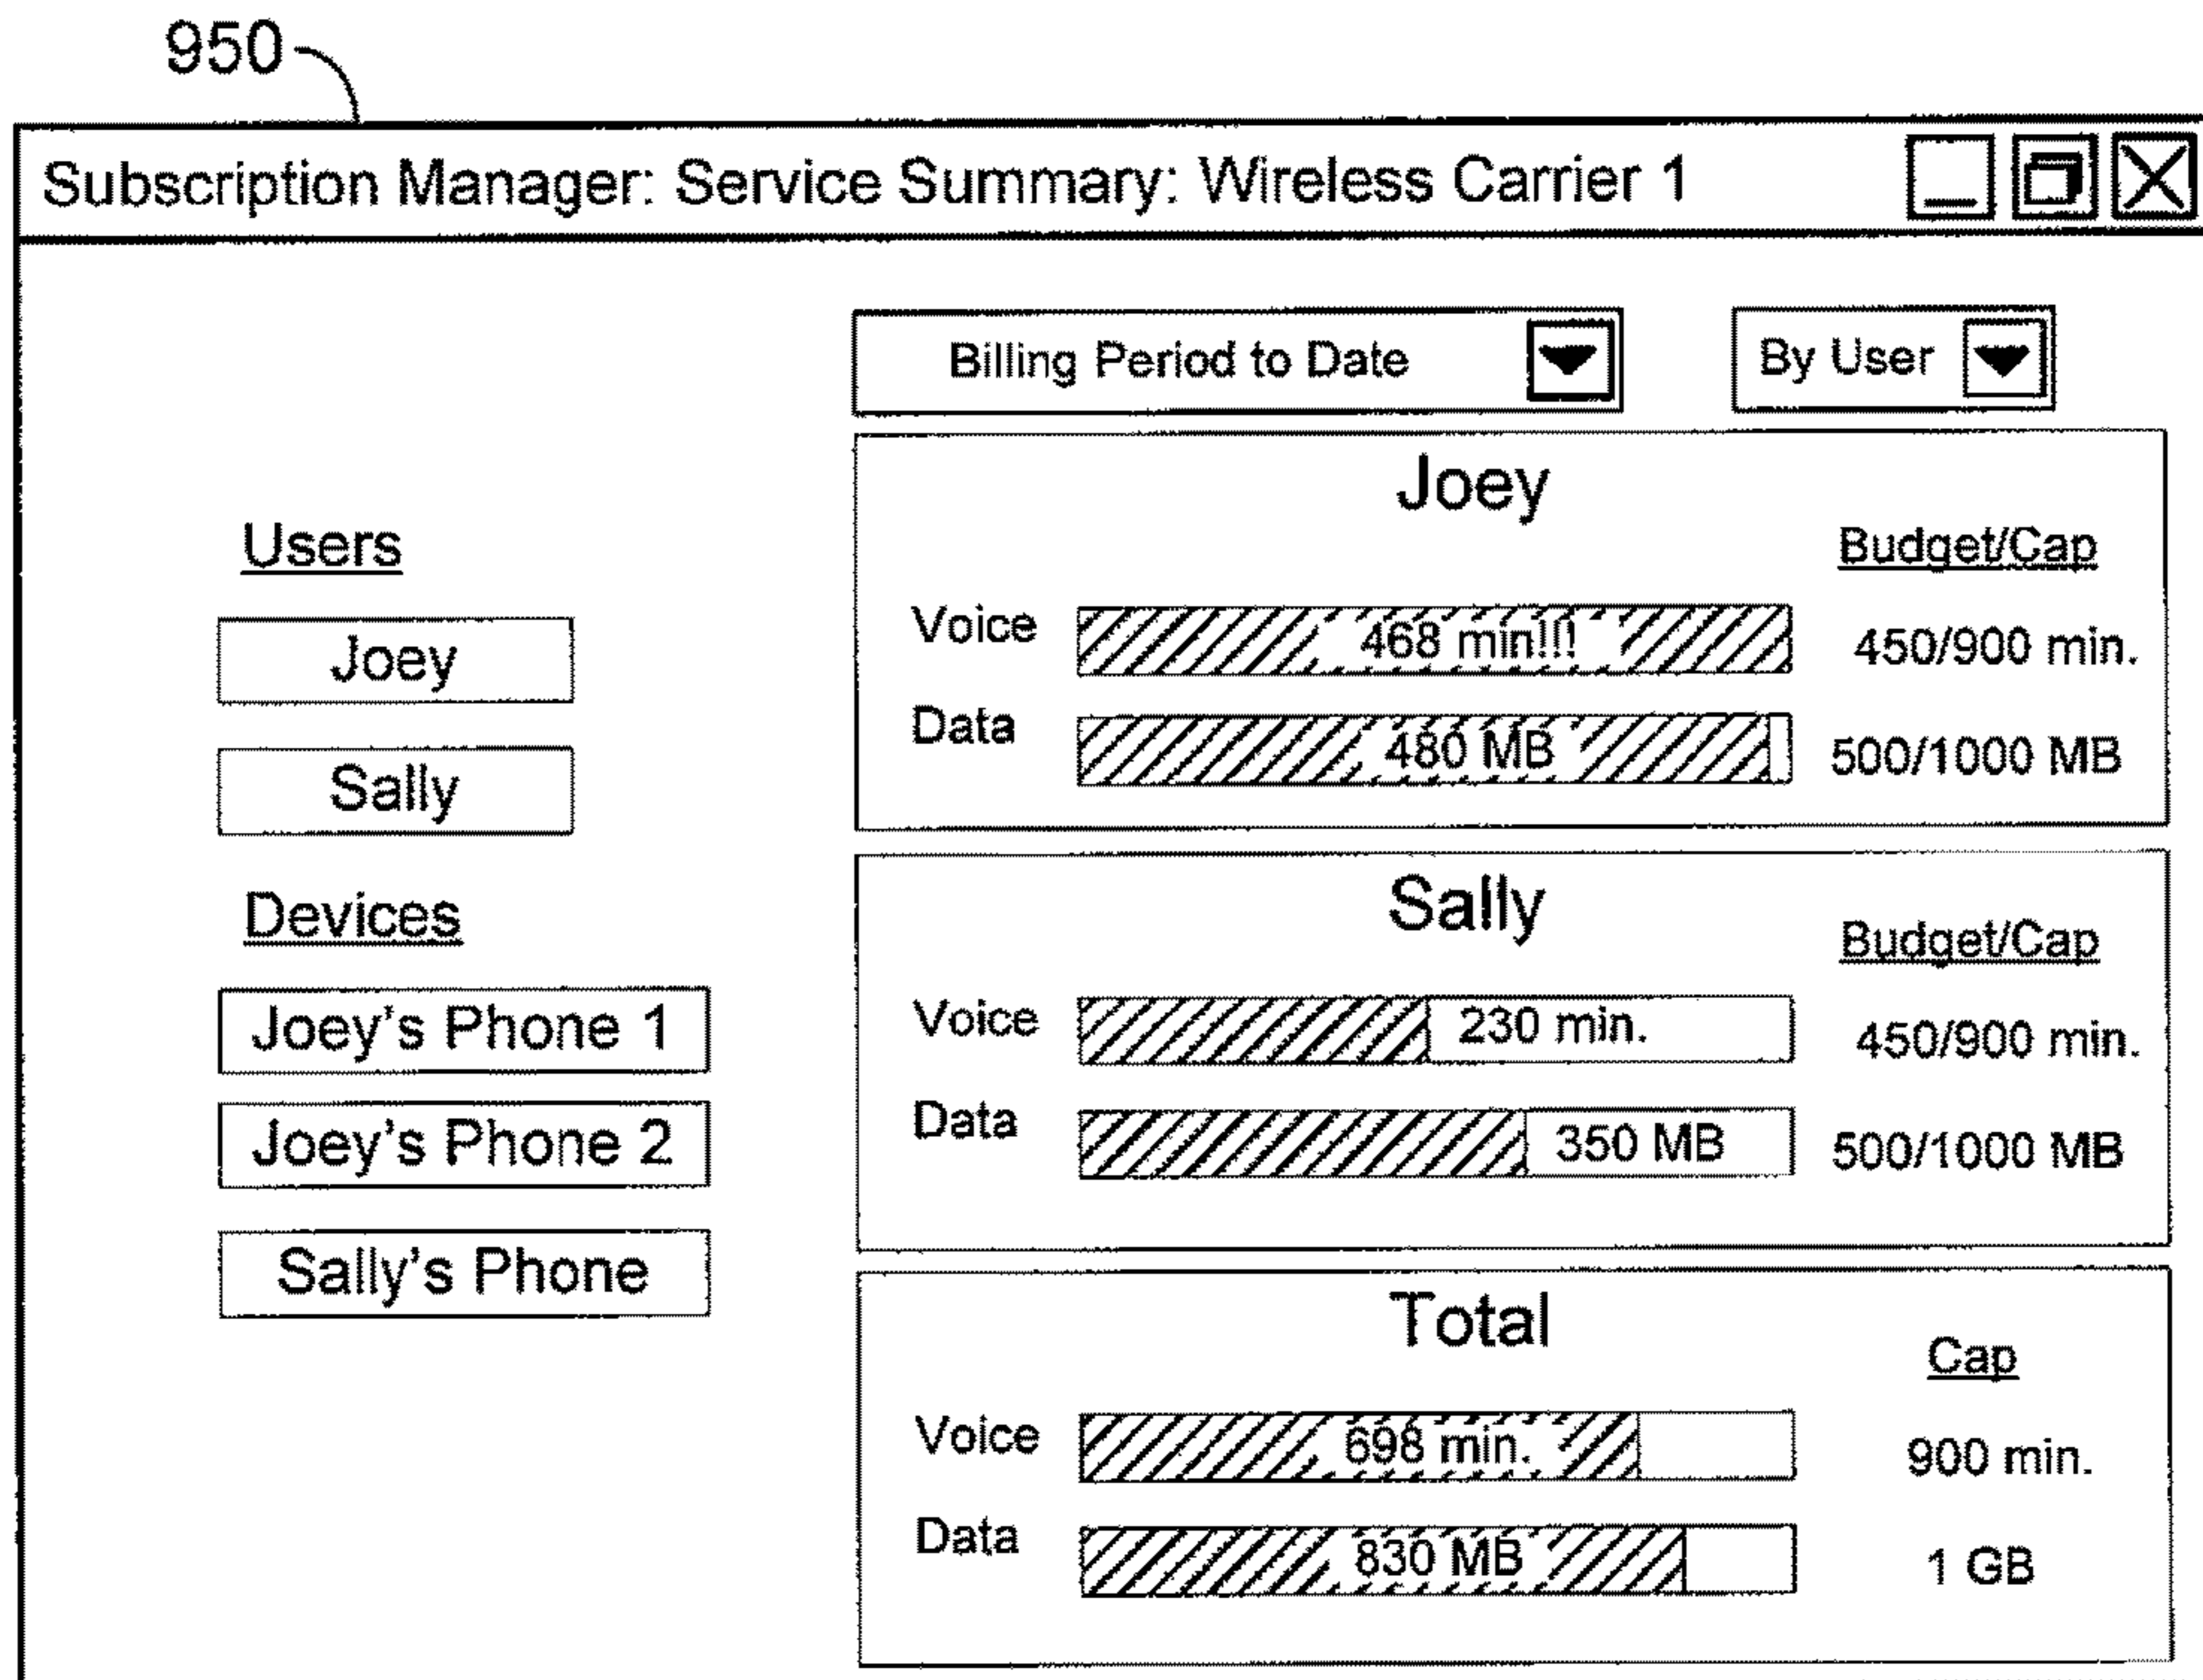 950
Subscription Manager: Service Summary: Wireless Carrier 1
Billing Period to Date
By User
Users
Joey
Sally
Devices
Joey's Phone 1
Joey's Phone 2
Sally's Phone
Joey
Budget/Cap
Voice 468 min!!! 450/900 min.
Data 480 MB 500/1000 MB
Sally
Budget/Cap
Voice 230 min. 450/900 min.
Data 350 MB 500/1000 MB
Total
Cap
Voice 698 min. 900 min.
Data 830 MB 1 GB